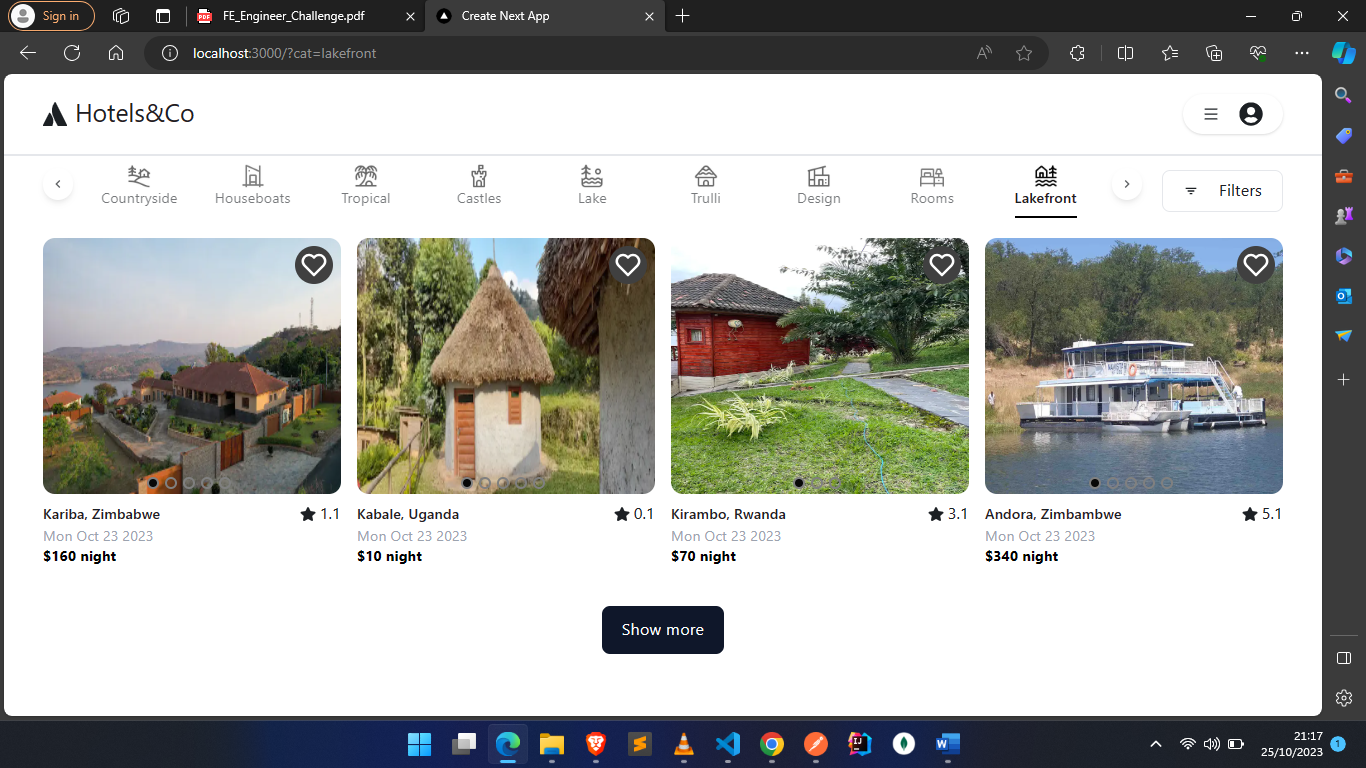 Sign in
FE_Engineer_Challenge.pdf
Create Next App
localhost:3000/?cat=lakefront
Hotels&Co
Countryside
Houseboats
Tropical
Castles
Lake
Trulli
Design
Rooms
Lakefront
Filters
Kariba, Zimbabwe
1.1
Mon Oct 23 2023
$160 night
Kabale, Uganda
0.1
Mon Oct 23 2023
$10 night
Kirambo, Rwanda
3.1
Mon Oct 23 2023
$70 night
Andora, Zimbambwe
5.1
Mon Oct 23 2023
$340 night
Show more
21:17
25/10/2023
1